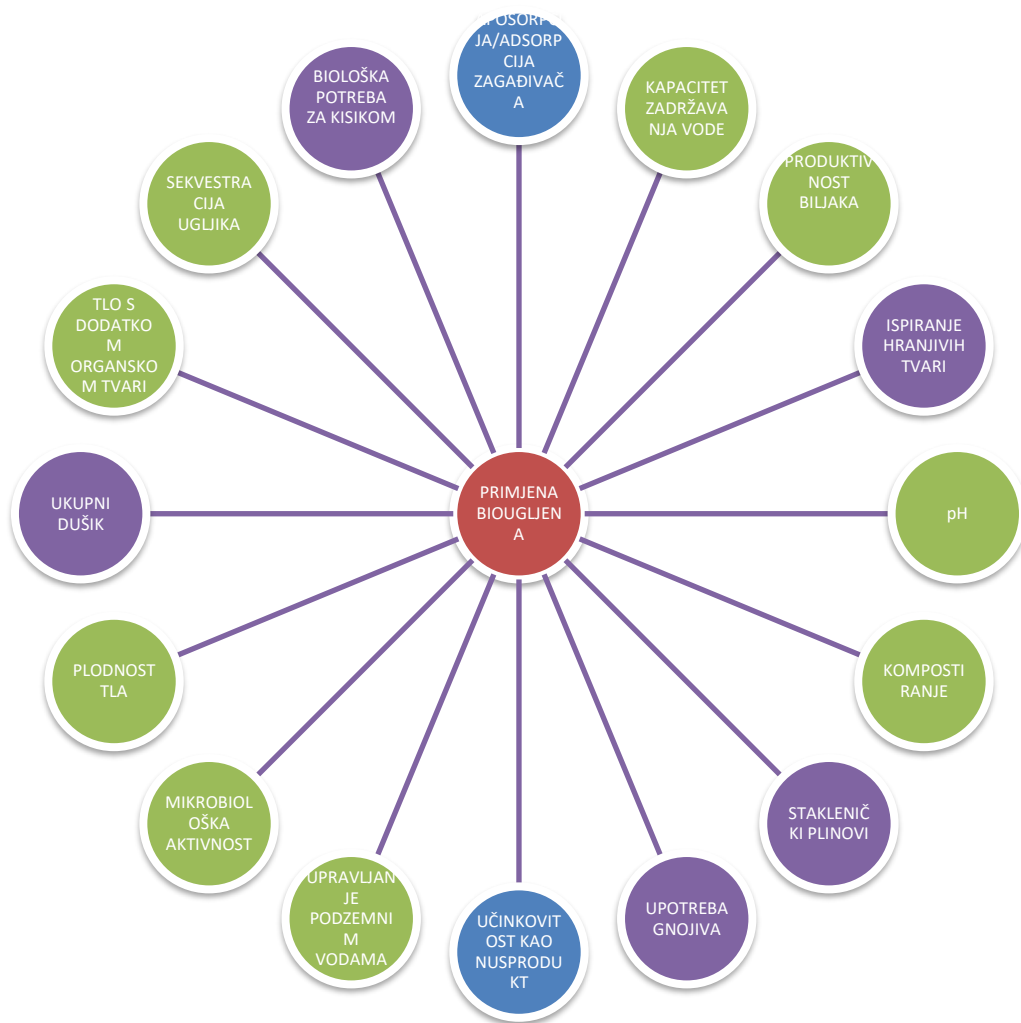 JA/ADSORP
CIJA
ZAGAĐIVAČ
A
KAPACITET
ZADRŽAVA
NJA VODE
PRODUKTIV
NOST
BILJAKA
ISPIRANJE
HRANJIVIH
TVARI
pH
KOMPOSTI
RANJE
STAKLENIČ
KI PLINOVI
UPOTREBA
GNOJIVA
UČINKOVIT
OST KAO
NUSPRODU
KT
UPRAVLJAN
JE
PODZEMNI
M
VODAMA
MIKROBIOL
OŠKA
AKTIVNOST
PLODNOST
TLA
UKUPNI
DUŠIK
TLO S
DODATKO
M
ORGANSKO
M TVARI
SEKVESTRA
CIJA
UGLJIKA
BIOLOŠKA
POTREBA
ZA KISIKOM
PRIMJENA
BIOUGLJEN
A